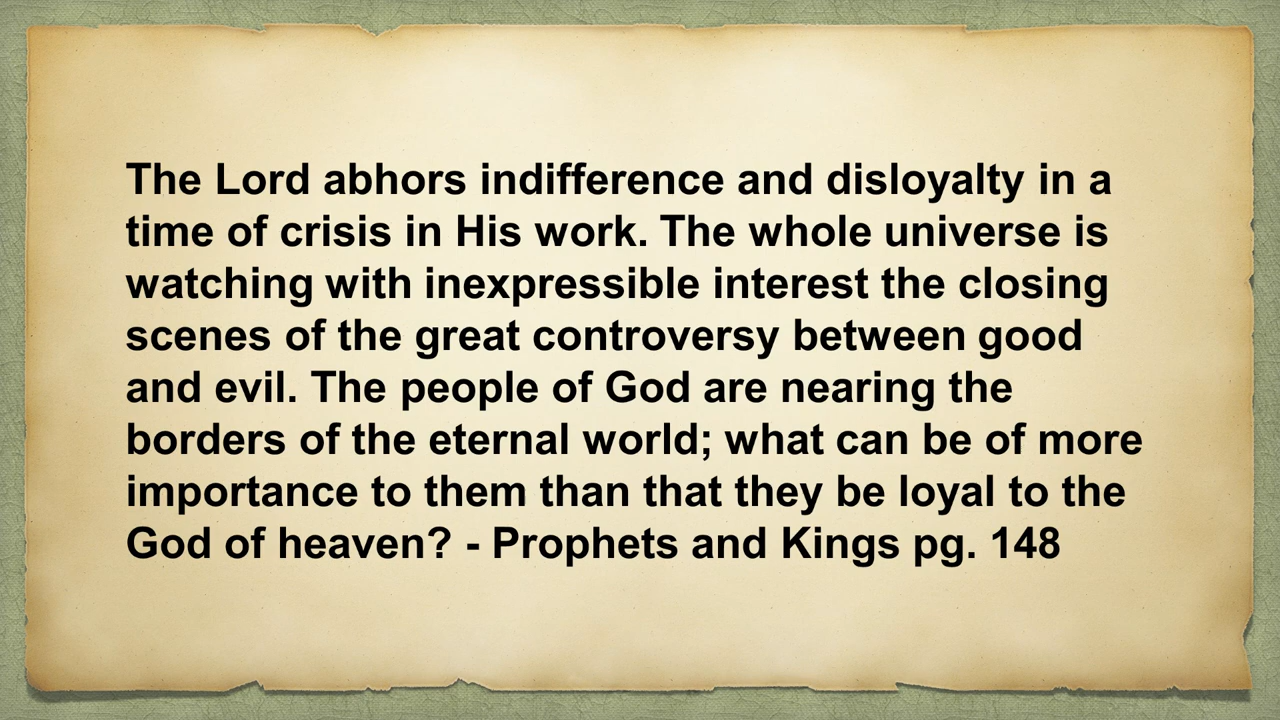 The Lord abhors indifference and disloyalty in a
time of crisis in His work. The whole universe is
watching with inexpressible interest the closing
scenes of the great controversy between good
and evil. The people of God are nearing the
borders of the eternal world; what can be of more
importance to them than that they be loyal to the
God of heaven? - Prophets and Kings pg. 148